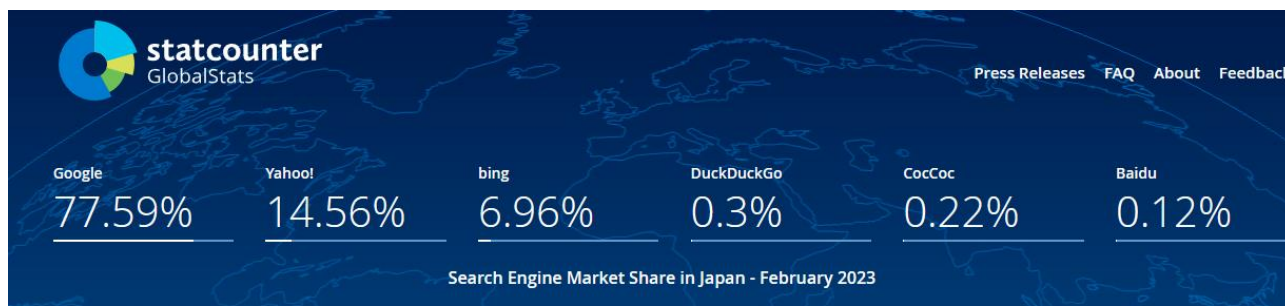 statcounter
GlobalStats
Press Releases FAQ About Feedback
Google Yahoo! bing DuckDuckGo CocCoc Baidu
77.59% 14.56% 6.96% 0.3% 0.22% 0.12%
Search Engine Market Share in Japan - February 2023